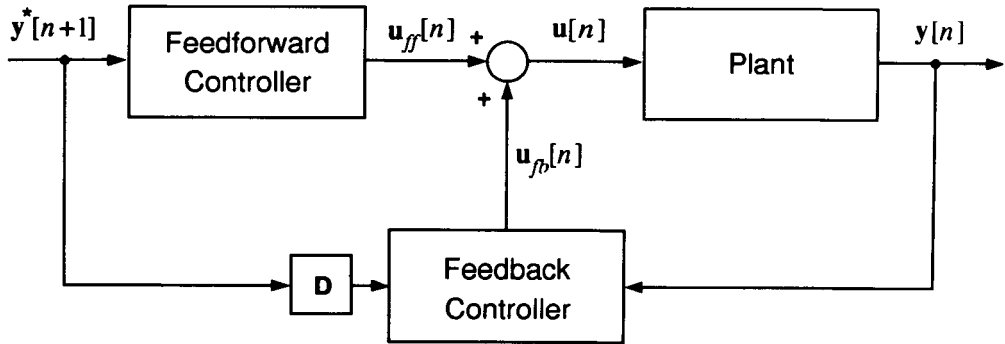 y*[n+1]
Feedforward
Controller
u_ff[n]
+
u[n]
Plant
y[n]
+
u_fb[n]
D
Feedback
Controller